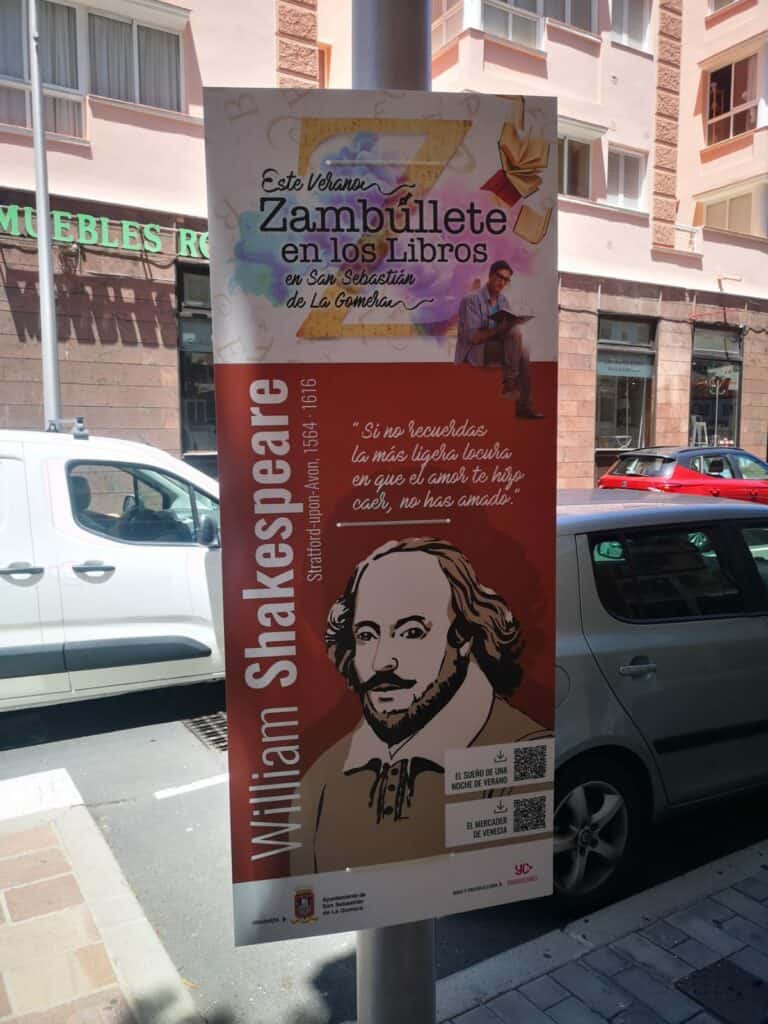 MUEBLES RO
Este Verano
Zambúllete
en los Libros
en San Sebastián
de La Gomera
William Shakespeare
Stratford-upon-Avon, 1564 - 1616
"Si no recuerdas
la más ligera locura
en que el amor te hizo
caer, no has amado."
EL SUEÑO DE UNA
NOCHE DE VERANO
EL MERCADER
DE VENECIA
Ayuntamiento de
San Sebastián
de La Gomera